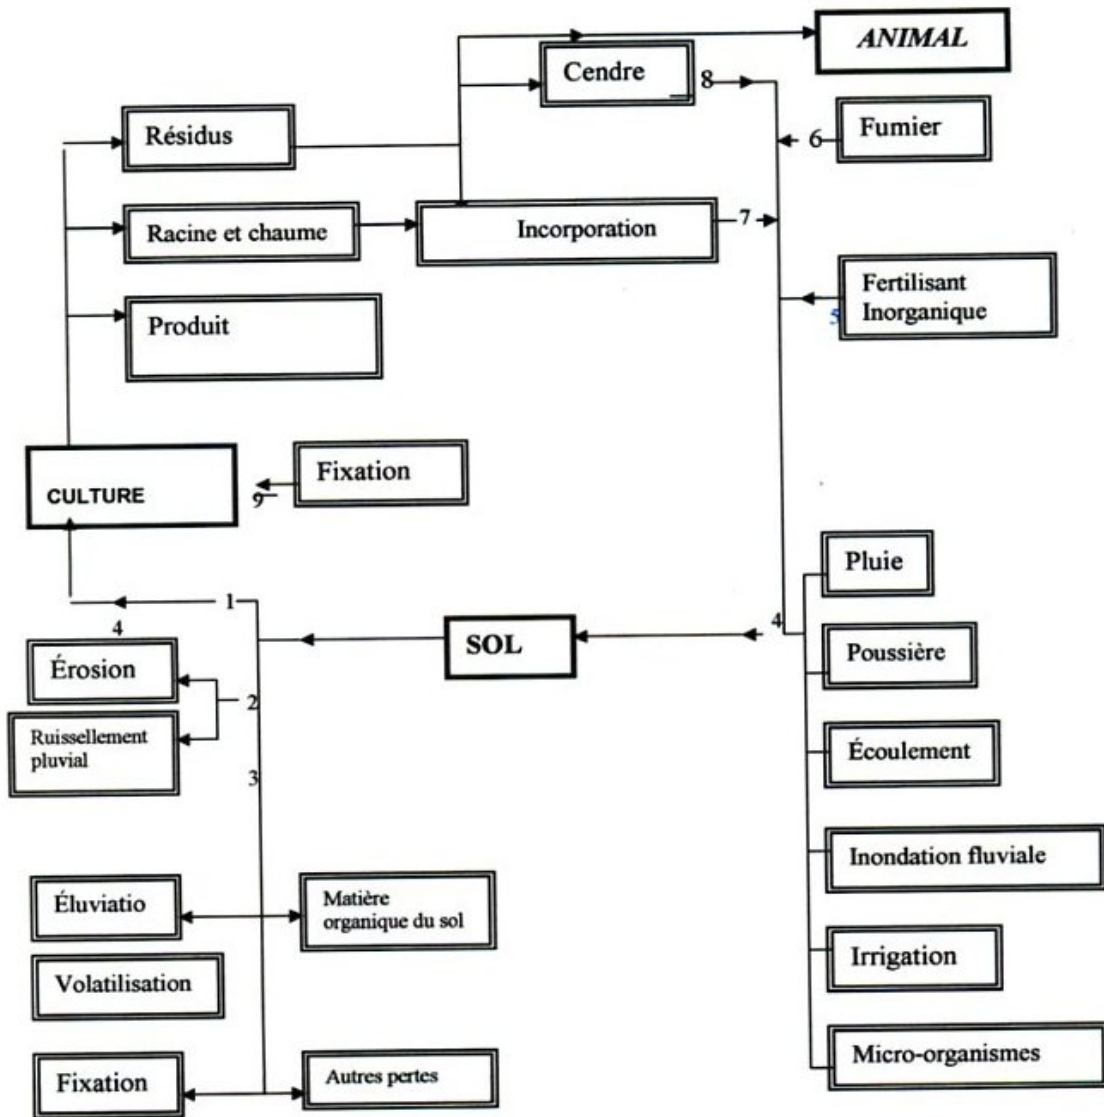 ANIMAL
Cendre
8
Résidus
6
Fumier
Racine et chaume
Incorporation
7
Fertilisant
Inorganique
5
Produit
CULTURE
9
Fixation
Pluie
1
4
SOL
4
Poussière
Érosion
2
Ruissellement
pluvial
3
Écoulement
Inondation fluviale
Éluviatio
Matière
organique du sol
Volatilisation
Irrigation
Fixation
Autres pertes
Micro-organismes